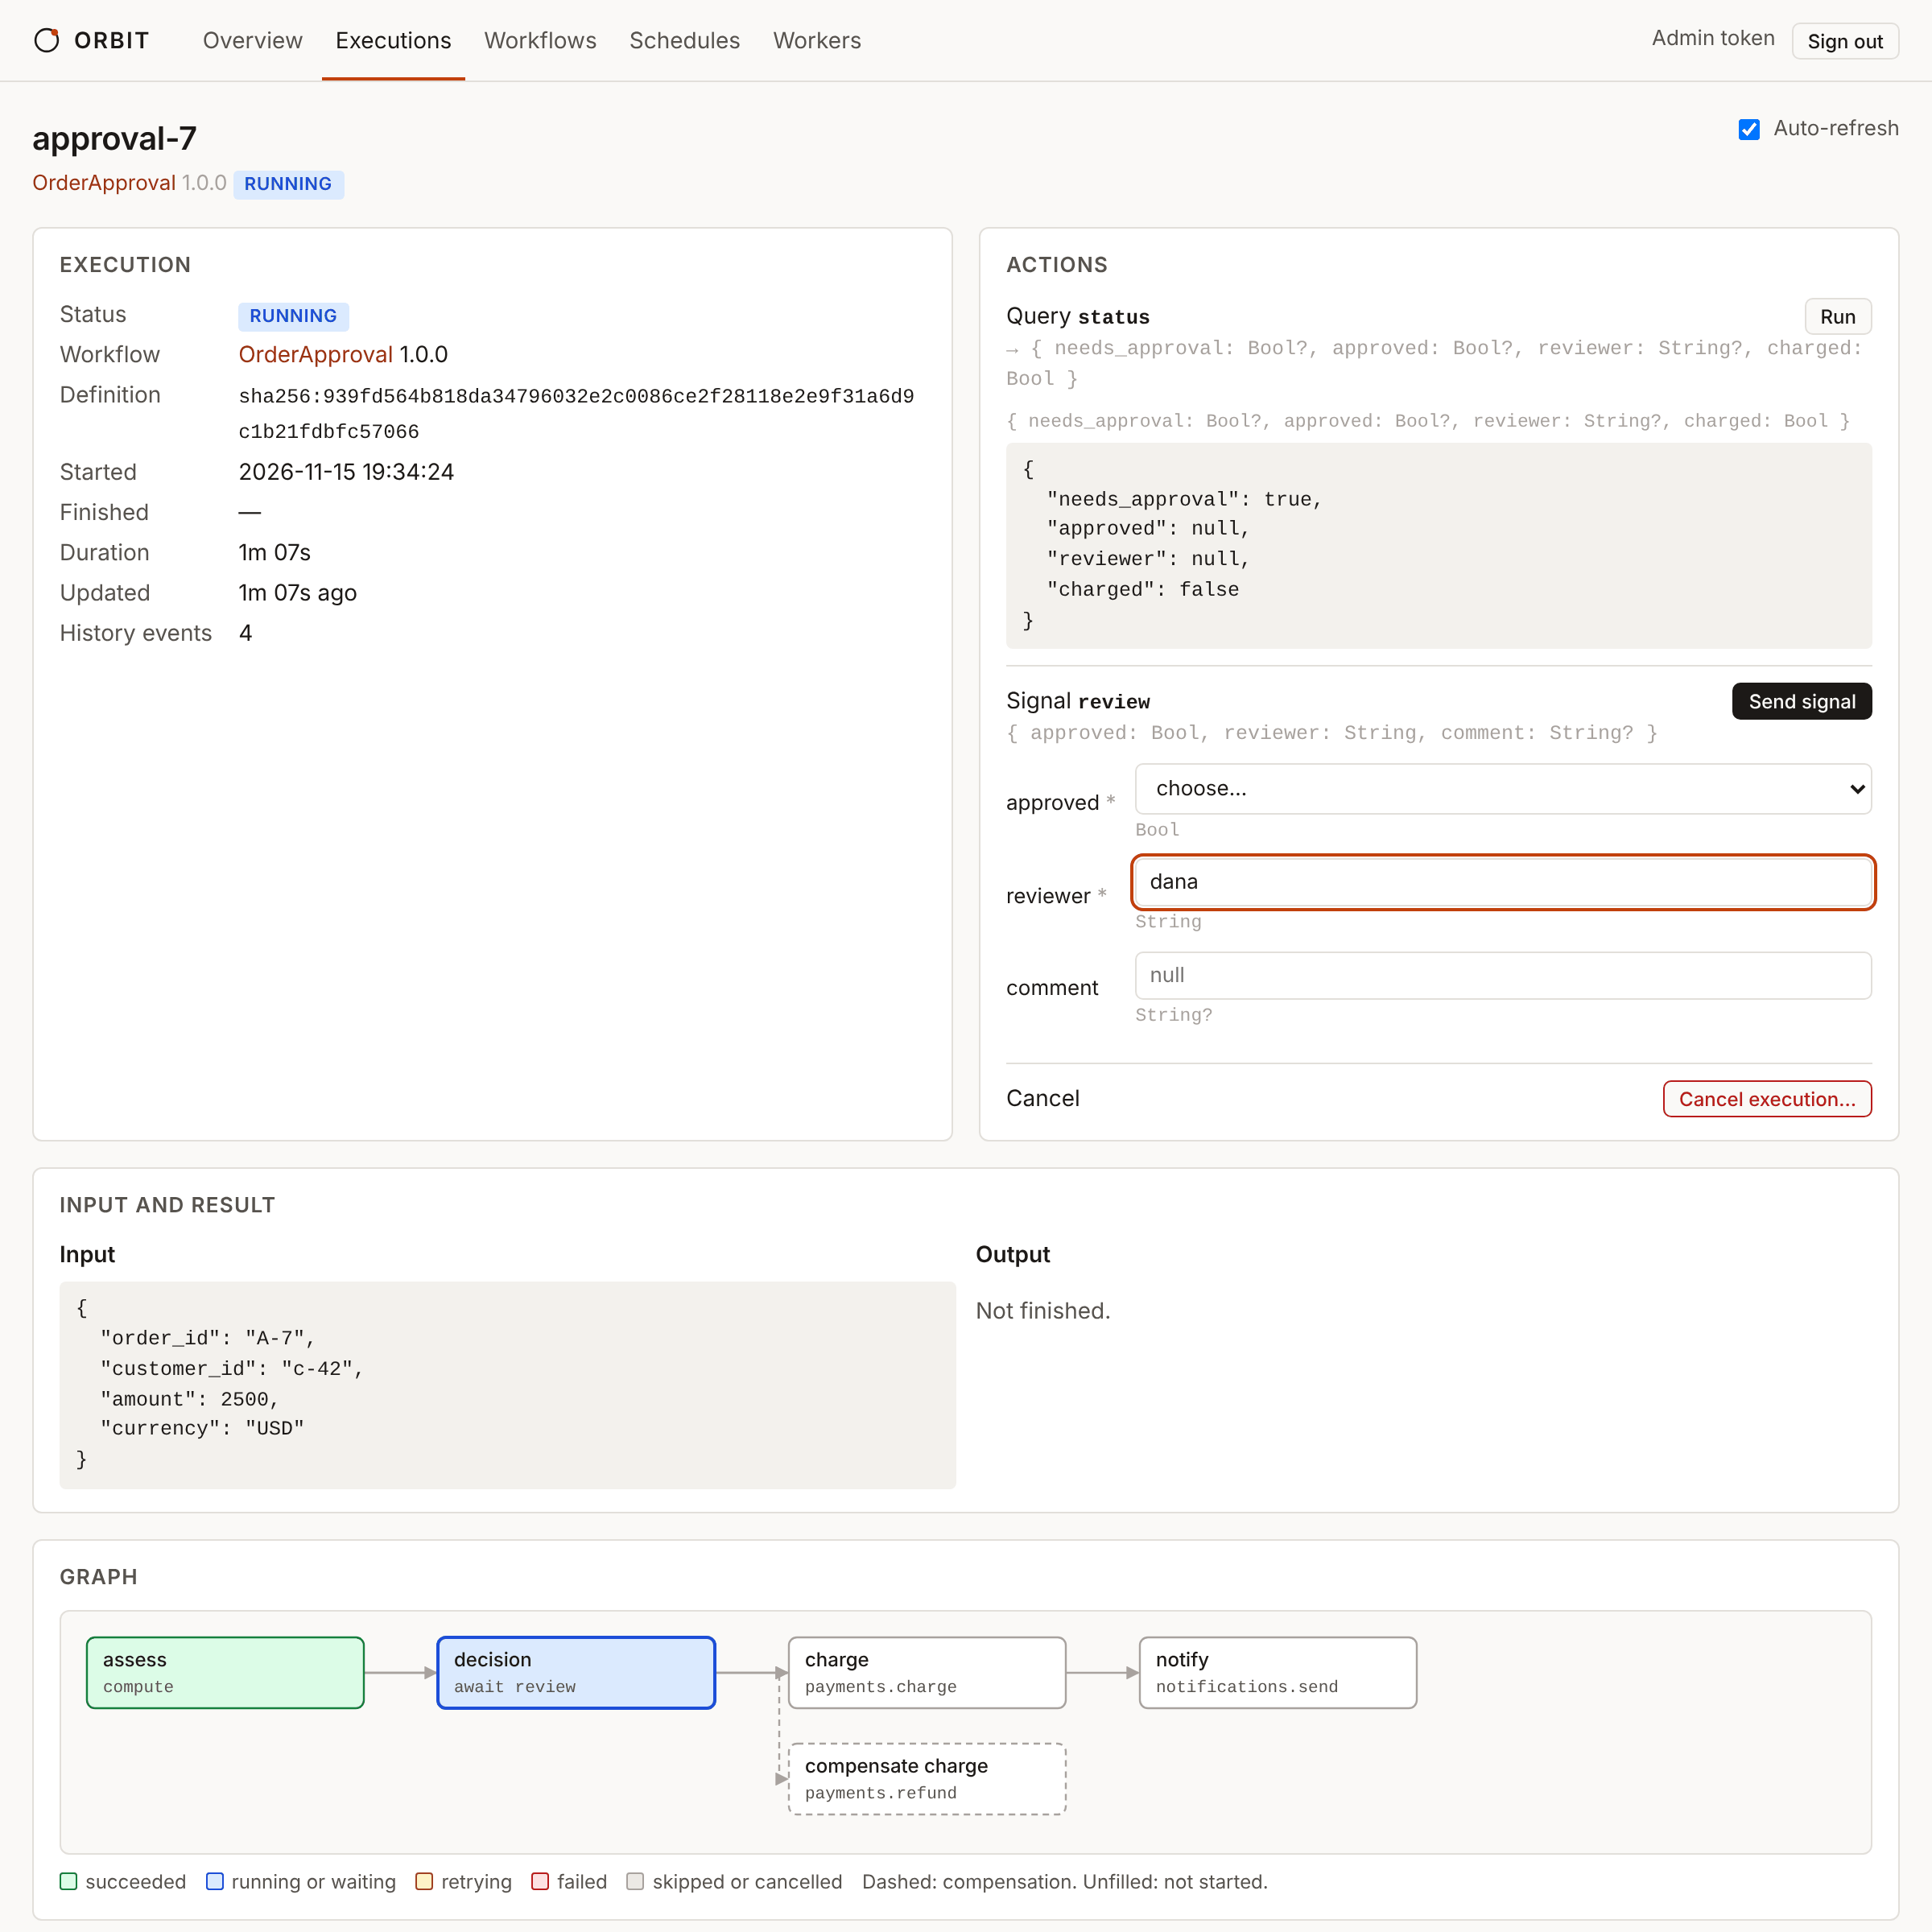 ORBIT Overview Executions Workflows Schedules Workers Admin token Sign out
approval-7
Auto-refresh
OrderApproval 1.0.0 RUNNING
EXECUTION
Status RUNNING
Workflow OrderApproval 1.0.0
Definition sha256:939fd564b818da34796032e2c0086ce2f28118e2e9f31a6d9
c1b21fdbfc57066
Started 2026-11-15 19:34:24
Finished —
Duration 1m 07s
Updated 1m 07s ago
History events 4
ACTIONS
Query status Run
→ { needs_approval: Bool?, approved: Bool?, reviewer: String?, charged:
Bool }
{ needs_approval: Bool?, approved: Bool?, reviewer: String?, charged: Bool }
{
"needs_approval": true,
"approved": null,
"reviewer": null,
"charged": false
}
Signal review Send signal
{ approved: Bool, reviewer: String, comment: String? }
approved * choose...
Bool
reviewer * dana
String
comment null
String?
Cancel Cancel execution...
INPUT AND RESULT
Input
{
"order_id": "A-7",
"customer_id": "c-42",
"amount": 2500,
"currency": "USD"
}
Output
Not finished.
GRAPH
assess
compute
decision
await review
charge
payments.charge
notify
notifications.send
compensate charge
payments.refund
succeeded running or waiting retrying failed skipped or cancelled Dashed: compensation. Unfilled: not started.